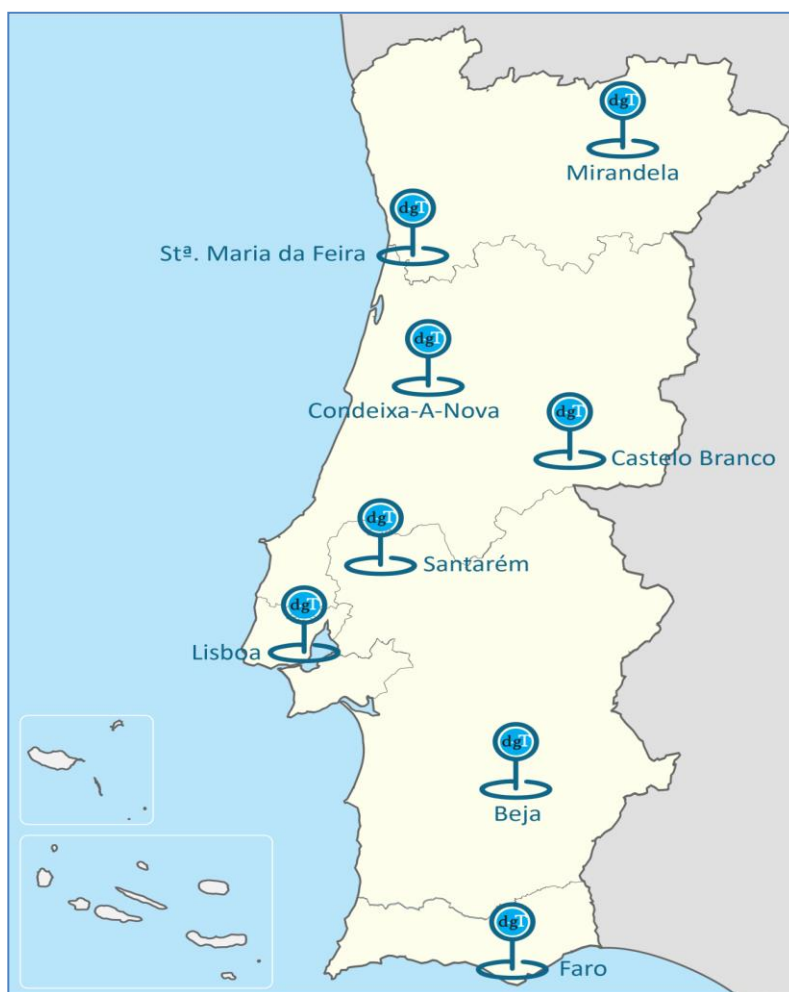 dgT
Mirandela
dgT
Stª. Maria da Feira
dgT
Condeixa-A-Nova
dgT
Castelo Branco
dgT
Santarém
dgT
Lisboa
dgT
Beja
dgT
Faro